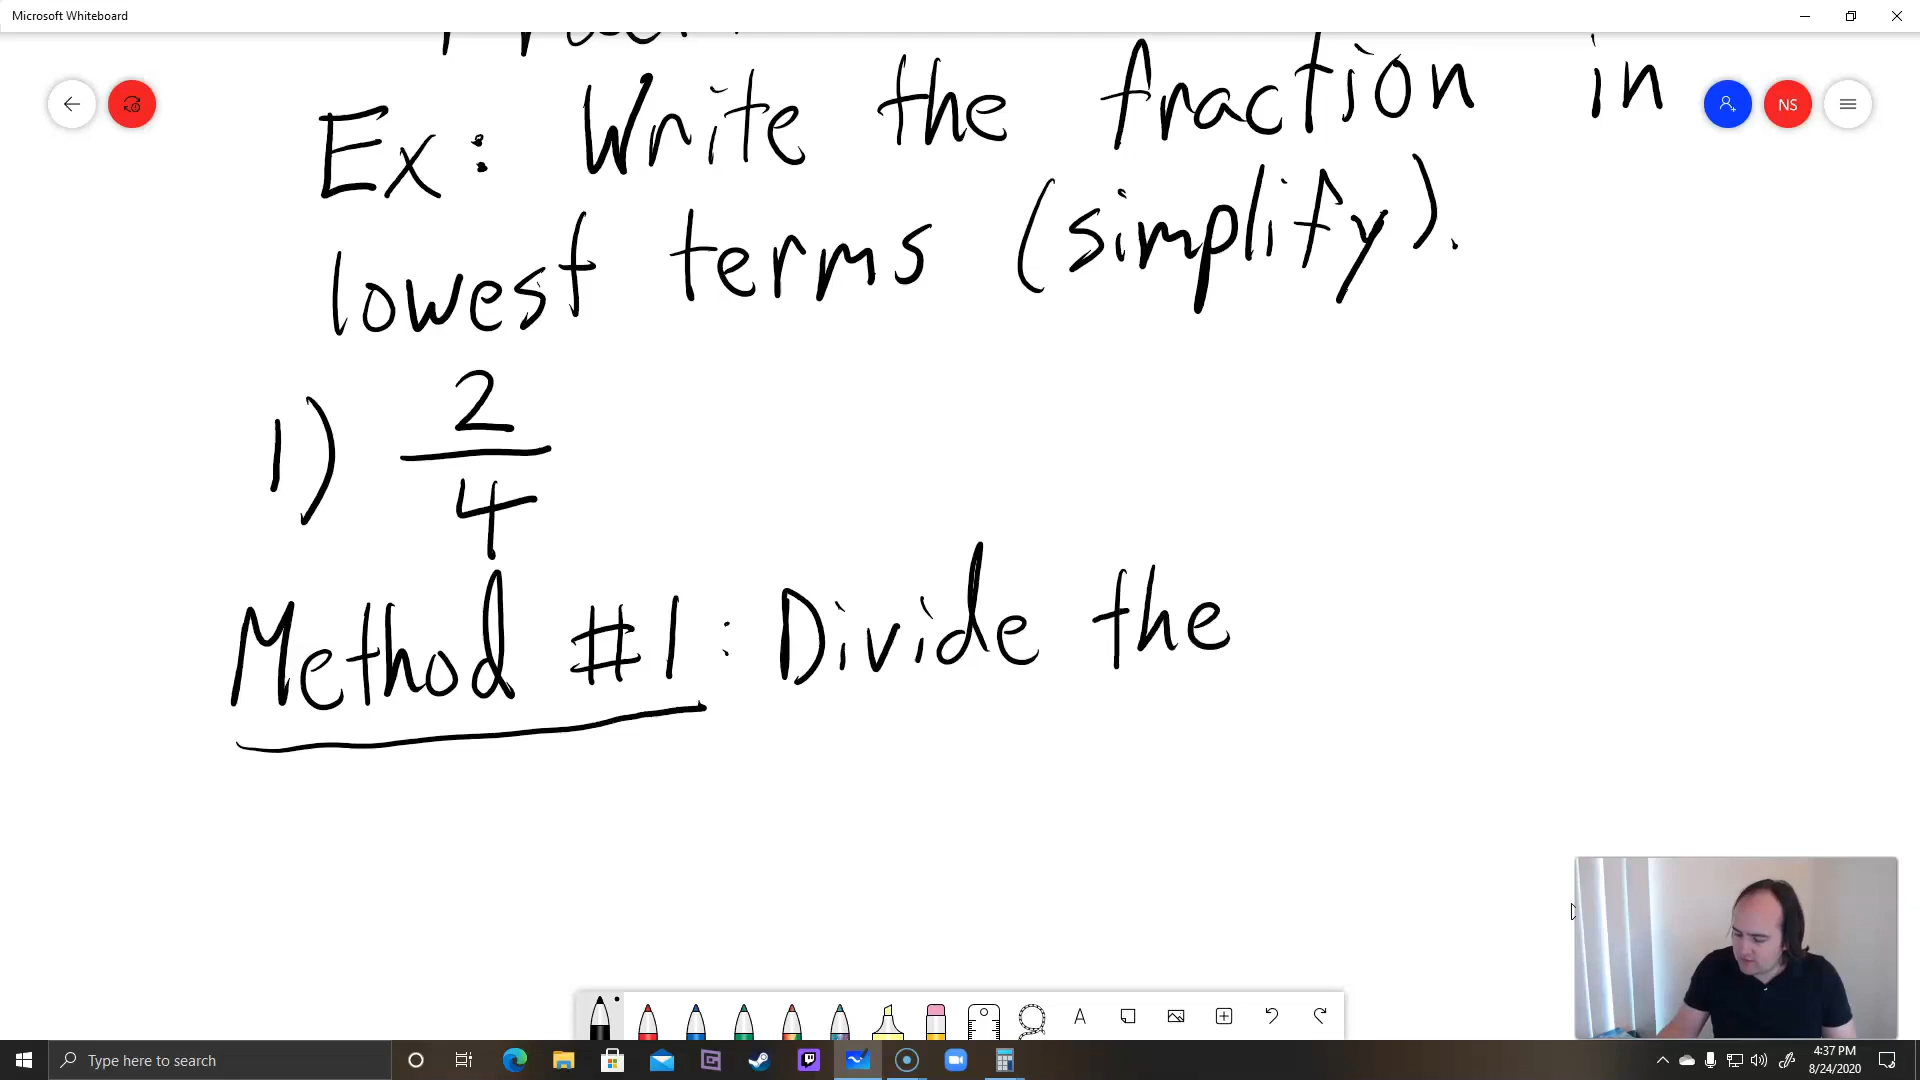 Microsoft Whiteboard
Ex: Write the fraction in
lowest terms (simplify).
NS
1) 2
4
Method #1: Divide the
A
Type here to search
4:37 PM
8/24/2020